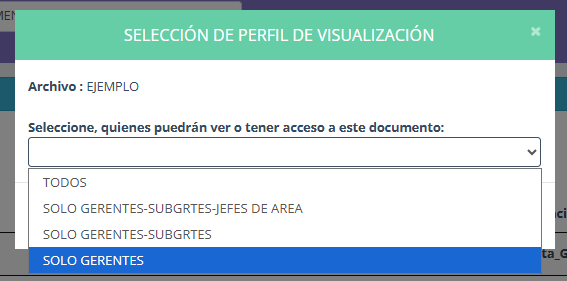 MEN
SELECCIÓN DE PERFIL DE VISUALIZACIÓN ×
Archivo : EJEMPLO
Seleccione, quienes puedrán ver o tener acceso a este documento:
TODOS
SOLO GERENTES-SUBGRTES-JEFES DE AREA
SOLO GERENTES-SUBGRTES
SOLO GERENTES